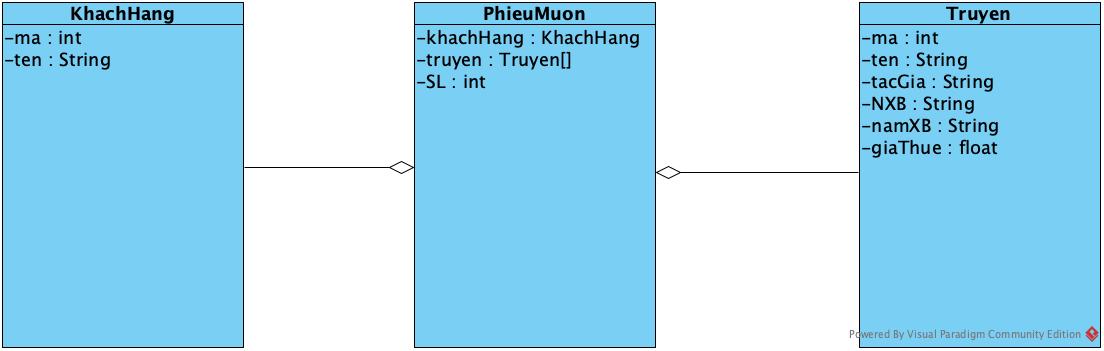 KhachHang
-ma : int
-ten : String
PhieuMuon
-khachHang : KhachHang
-truyen : Truyen[]
-SL : int
Truyen
-ma : int
-ten : String
-tacGia : String
-NXB : String
-namXB : String
-giaThue : float
Powered By Visual Paradigm Community Edition